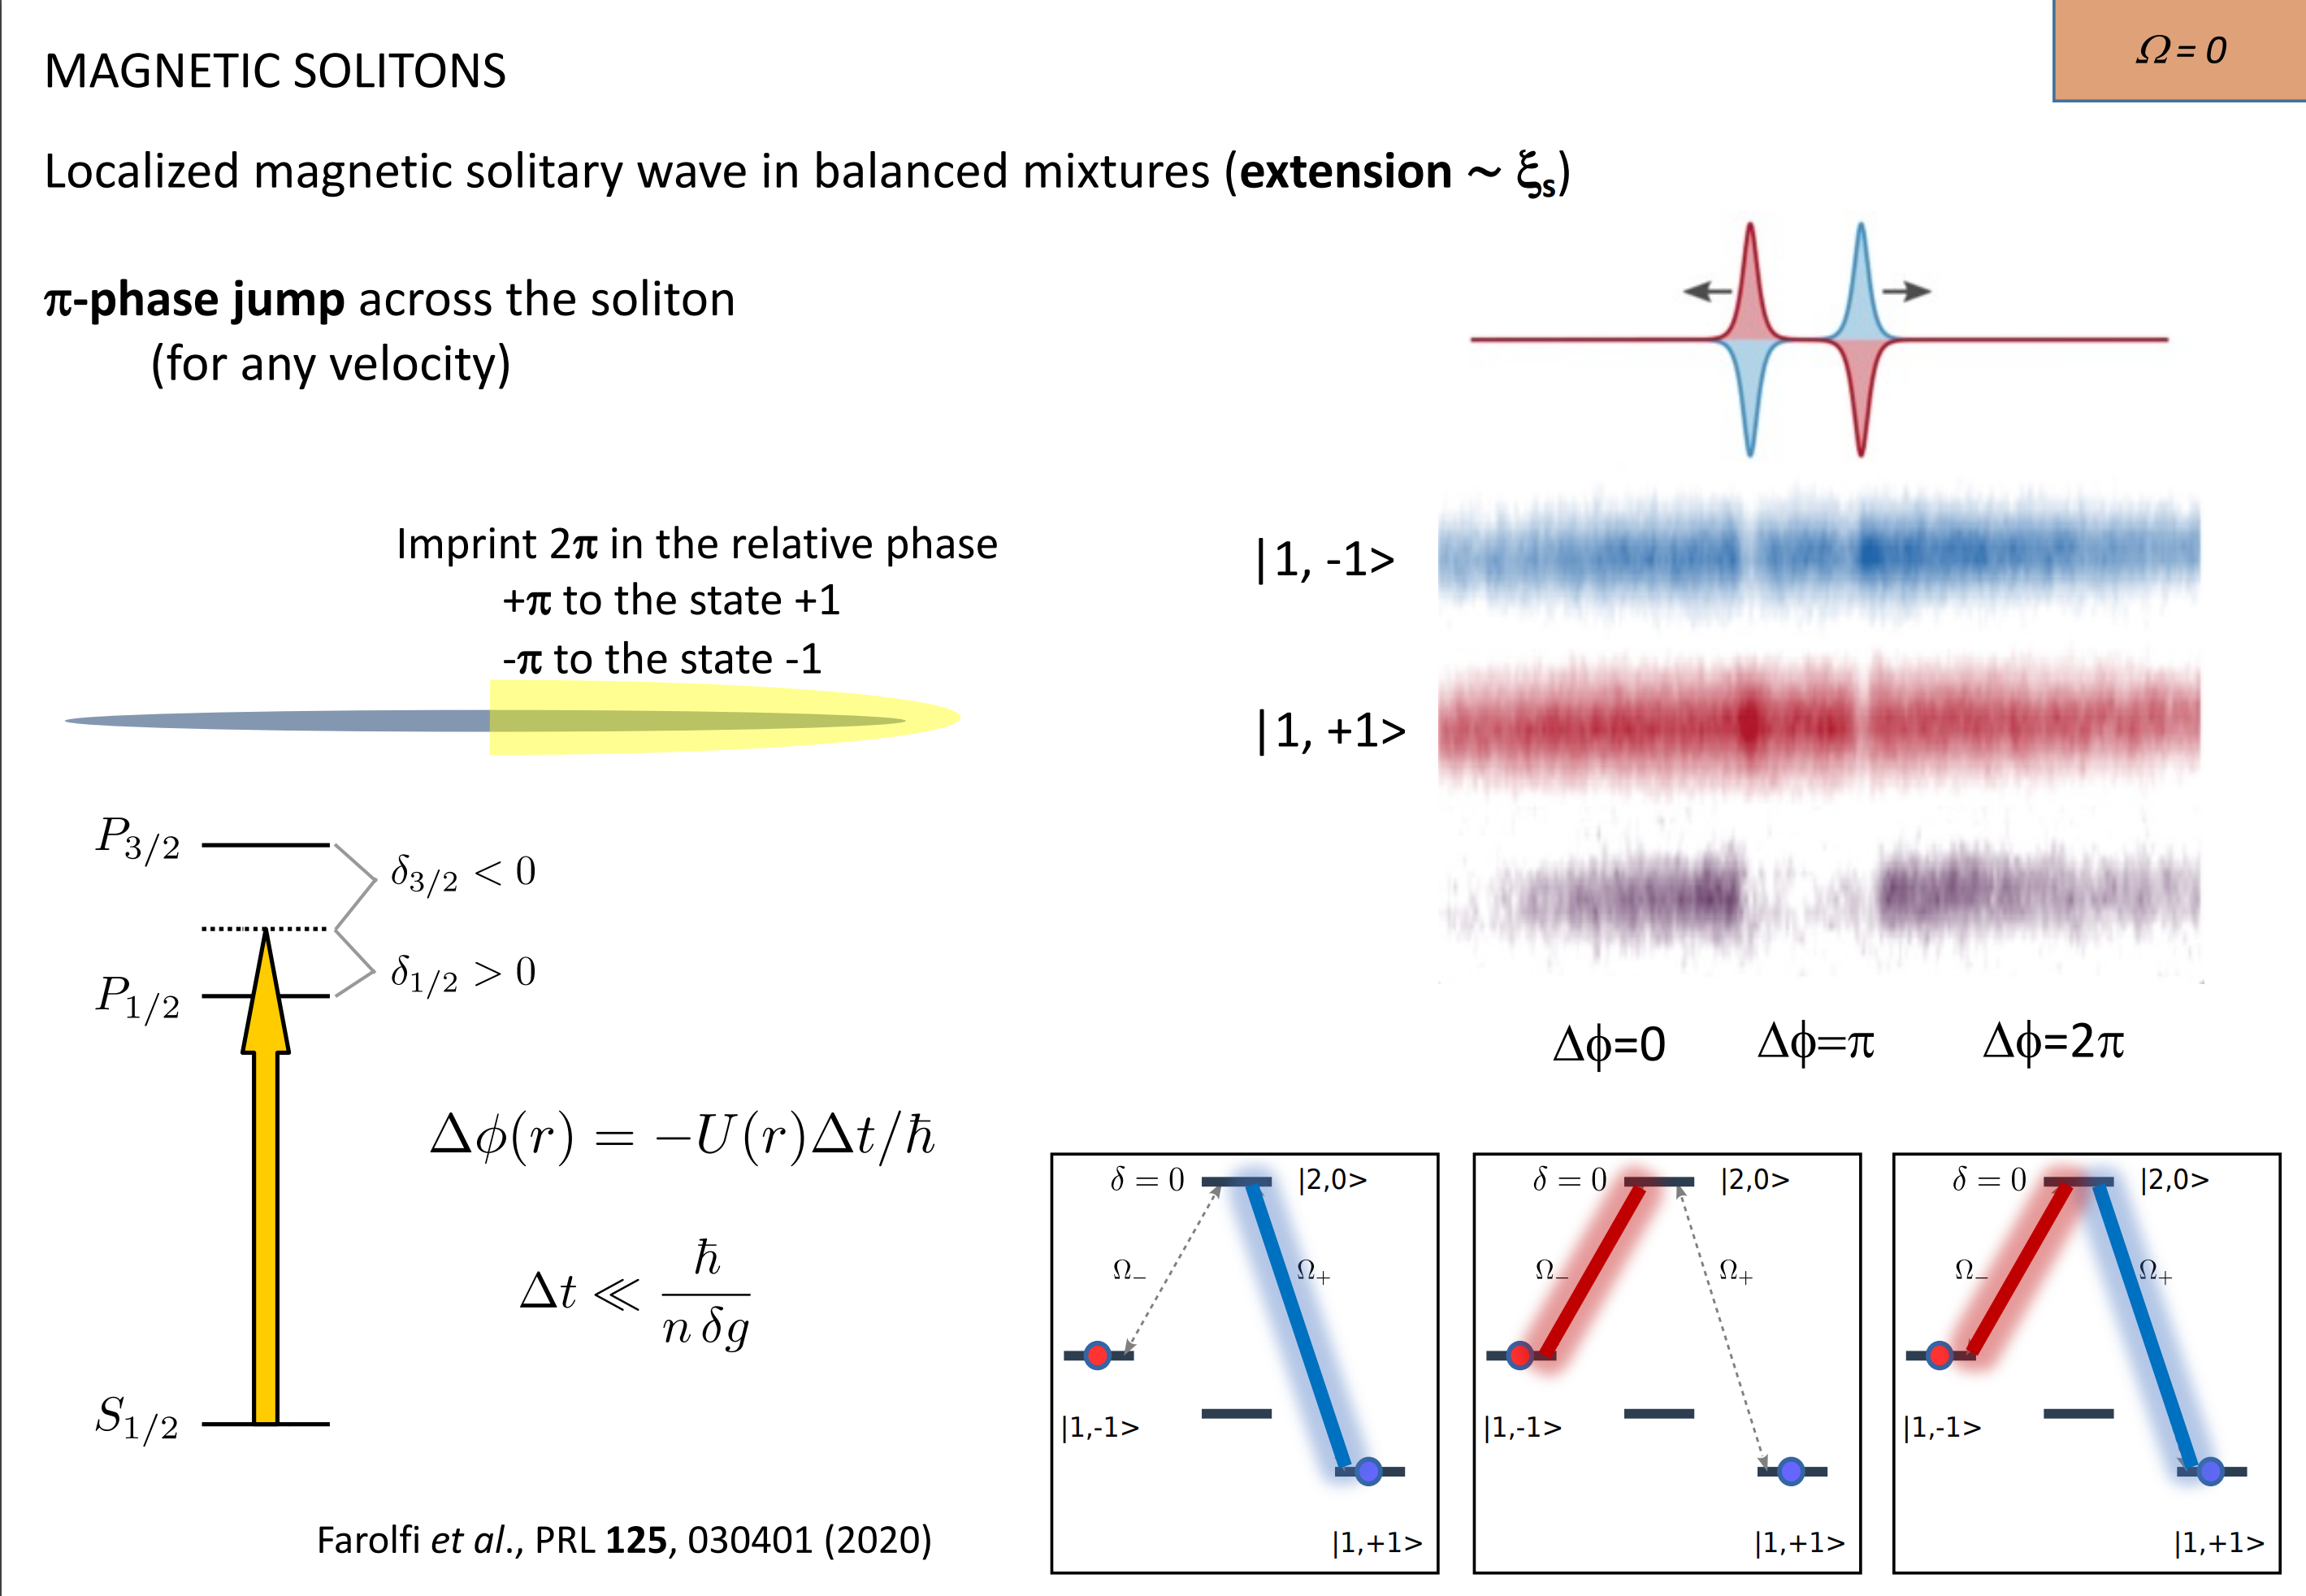 MAGNETIC SOLITONS
Ω = 0
Localized magnetic solitary wave in balanced mixtures (extension ~ ξs)
π-phase jump across the soliton
(for any velocity)
Imprint 2π in the relative phase
+π to the state +1
-π to the state -1
|1, -1>
|1, +1>
P3/2
δ3/2 < 0
δ1/2 > 0
P1/2
S1/2
Δϕ=0
Δϕ=π
Δϕ=2π
Δϕ(r) = −U(r)Δt/ħ
Δt ≪ ħ / n δg
δ = 0
|2,0>
Ω−
Ω+
|1,-1>
|1,+1>
δ = 0
|2,0>
Ω−
Ω+
|1,-1>
|1,+1>
δ = 0
|2,0>
Ω−
Ω+
|1,-1>
|1,+1>
Farolfi et al., PRL 125, 030401 (2020)